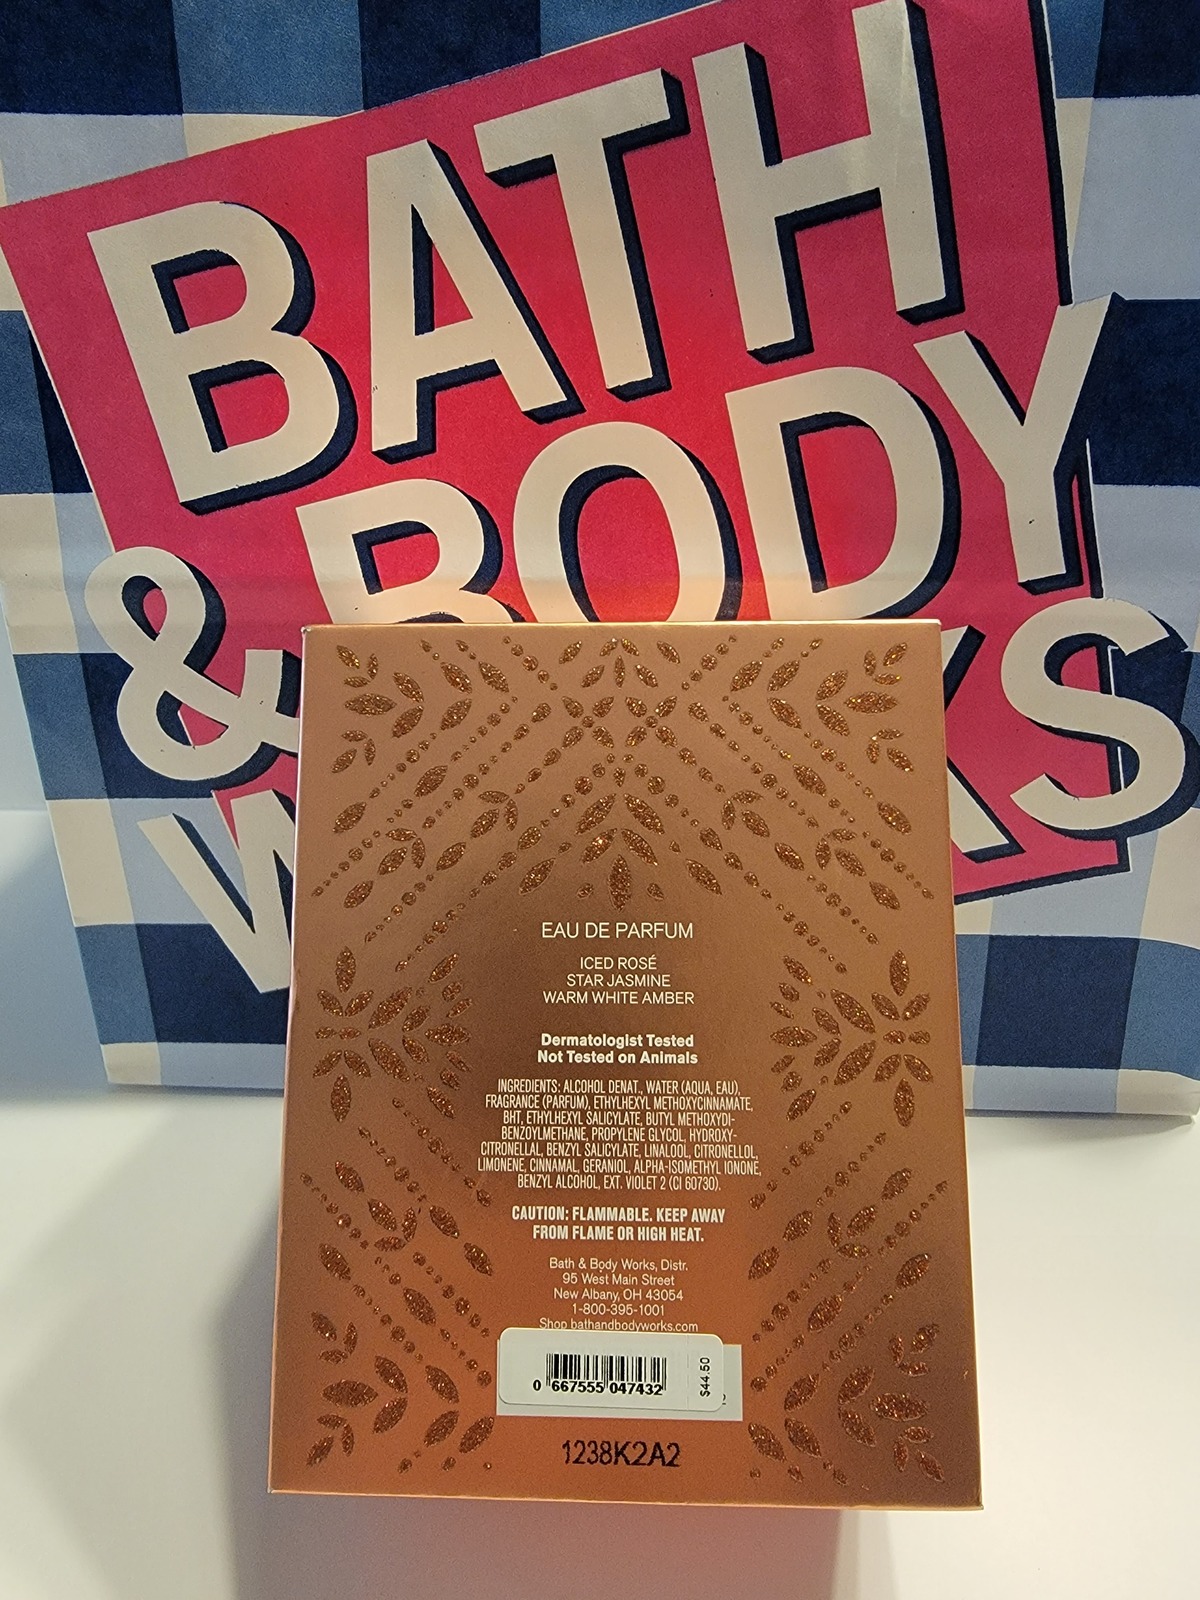 BATH
& BODY
EAU DE PARFUM
ICED ROSÉ
STAR JASMINE
WARM WHITE AMBER
Dermatologist Tested
Not Tested on Animals
INGREDIENTS: ALCOHOL DENAT., WATER (AQUA, EAU),
FRAGRANCE (PARFUM), ETHYLHEXYL METHOXYCINNAMATE,
BHT, ETHYLHEXYL SALICYLATE, BUTYL METHOXYDI-
BENZOYLMETHANE, PROPYLENE GLYCOL, HYDROXY-
CITRONELLAL, BENZYL SALICYLATE, LINALOOL, CITRONELLOL,
LIMONENE, CINNAMAL, GERANIOL, ALPHA-ISOMETHYL IONONE,
BENZYL ALCOHOL, EXT. VIOLET 2 (CI 60730).
CAUTION: FLAMMABLE. KEEP AWAY
FROM FLAME OR HIGH HEAT.
Bath & Body Works, Distr.
95 West Main Street
New Albany, OH 43054
1-800-395-1001
Shop bathandbodyworks.com
0 667555 047432
$44.50
1238K2A2